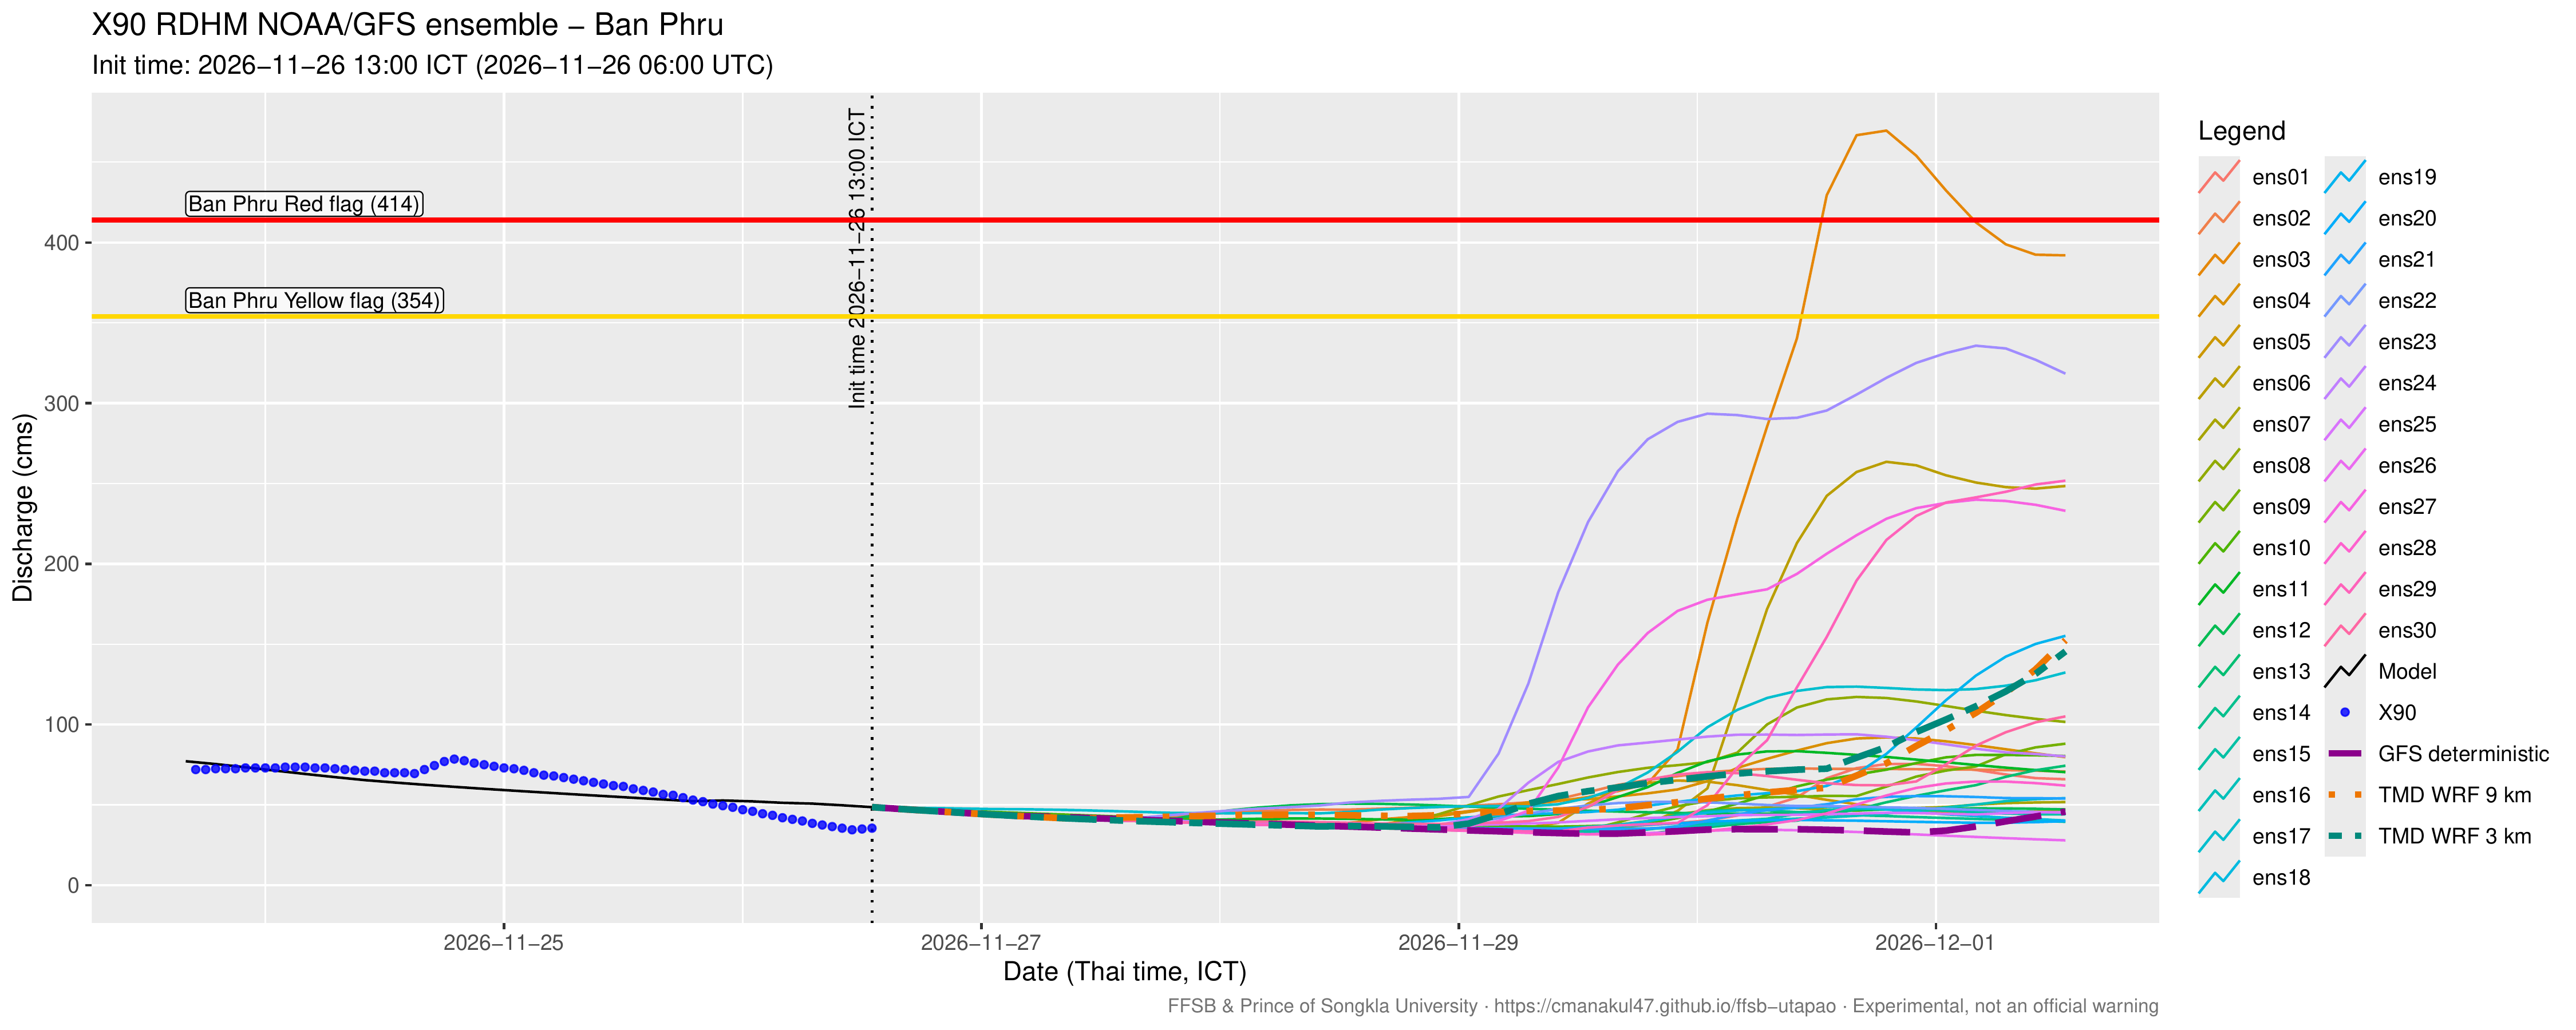 X90 RDHM NOAA/GFS ensemble – Ban Phru
Init time: 2026–11–26 13:00 ICT (2026–11–26 06:00 UTC)
Discharge (cms)
400
300
200
100
0
Ban Phru Red flag (414)
Ban Phru Yellow flag (354)
Init time 2026–11–26 13:00 ICT
2026–11–25
2026–11–27
2026–11–29
2026–12–01
Date (Thai time, ICT)
Legend
ens01
ens02
ens03
ens04
ens05
ens06
ens07
ens08
ens09
ens10
ens11
ens12
ens13
ens14
ens15
ens16
ens17
ens18
ens19
ens20
ens21
ens22
ens23
ens24
ens25
ens26
ens27
ens28
ens29
ens30
Model
X90
GFS deterministic
TMD WRF 9 km
TMD WRF 3 km
FFSB & Prince of Songkla University · https://cmanakul47.github.io/ffsb–utapao · Experimental, not an official warning